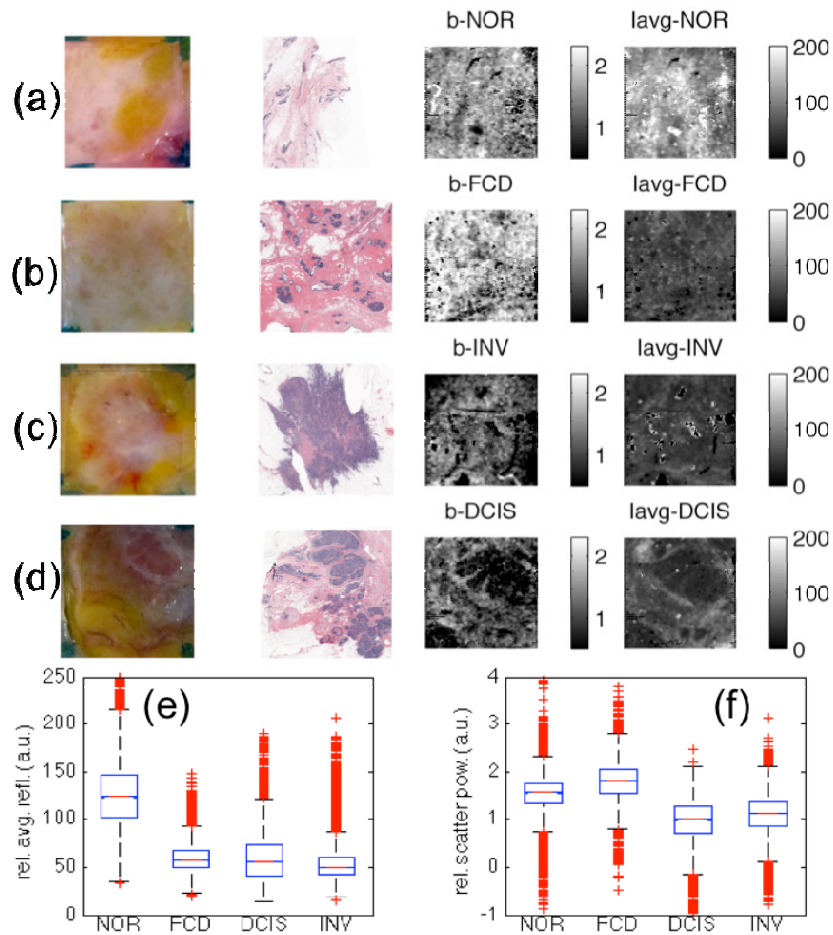 b-NOR
Iavg-NOR
(a)
2
1
200
100
0
b-FCD
Iavg-FCD
(b)
2
1
200
100
0
b-INV
Iavg-INV
(c)
2
1
200
100
0
b-DCIS
Iavg-DCIS
(d)
2
1
200
100
0
(e)
rel. avg. refl. (a.u.)
250
200
150
100
50
0
NOR FCD DCIS INV
(f)
rel. scatter pow. (a.u.)
4
3
2
1
0
-1
NOR FCD DCIS INV